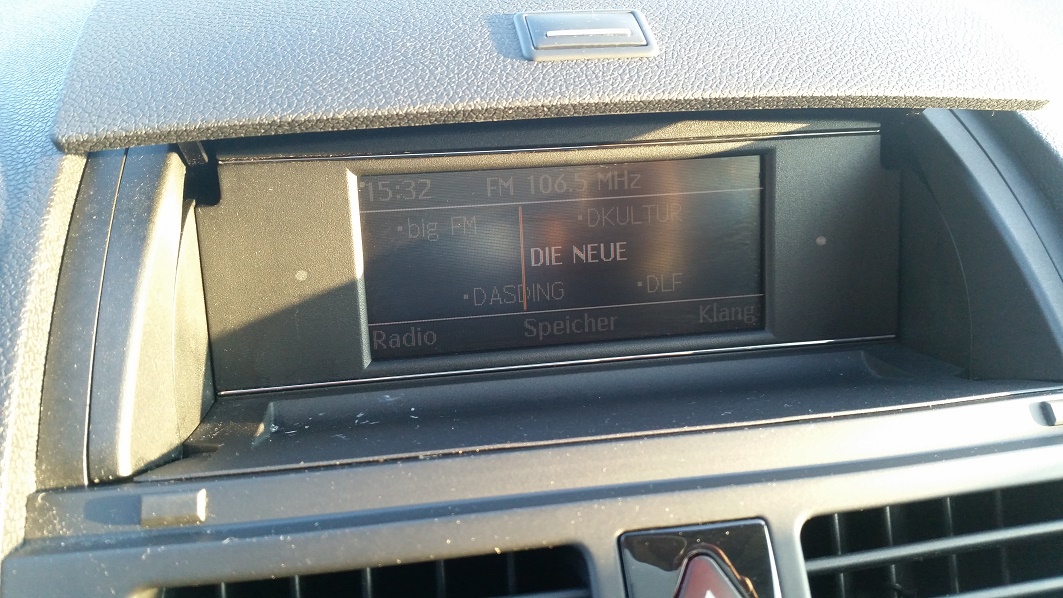 15:32 FM 106.5 MHz
•big FM •DKULTUR
DIE NEUE
•DASDING •DLF
Radio Speicher Klang